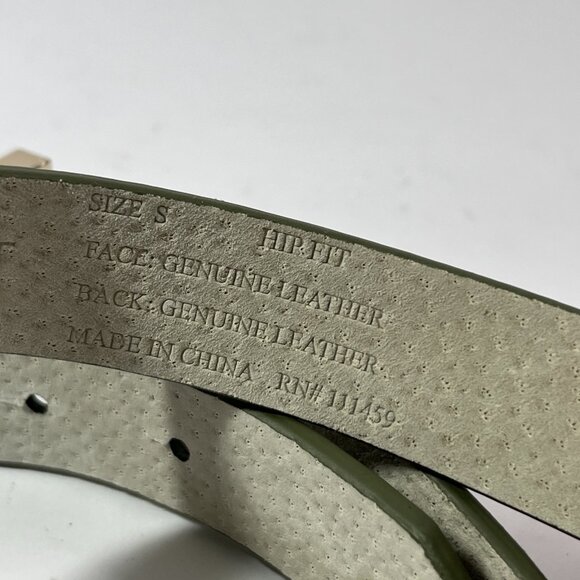 SIZE S HIP FIT
FACE: GENUINE LEATHER
BACK: GENUINE LEATHER
MADE IN CHINA RN# 111459